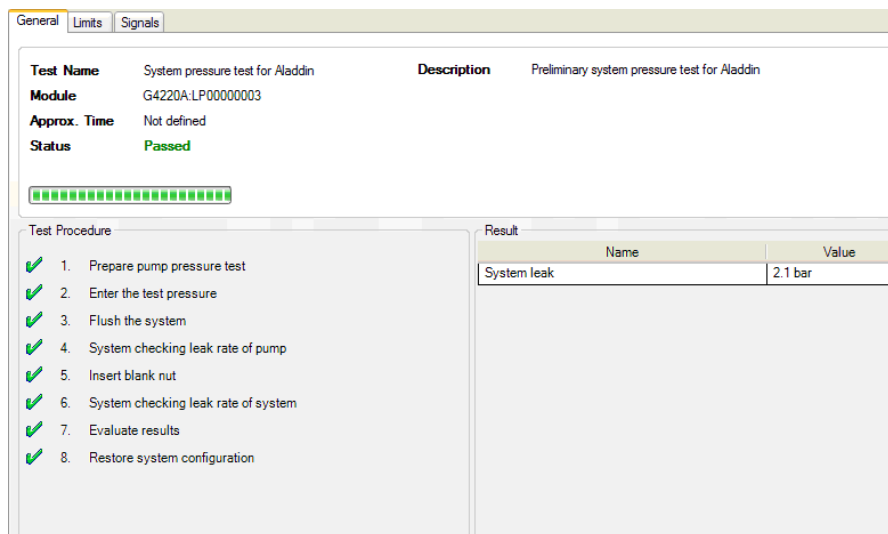 General Limits Signals
Test Name System pressure test for Aladdin Description Preliminary system pressure test for Aladdin
Module G4220A:LP00000003
Approx. Time Not defined
Status Passed
Test Procedure
1. Prepare pump pressure test
2. Enter the test pressure
3. Flush the system
4. System checking leak rate of pump
5. Insert blank nut
6. System checking leak rate of system
7. Evaluate results
8. Restore system configuration
Result
Name Value
System leak 2.1 bar